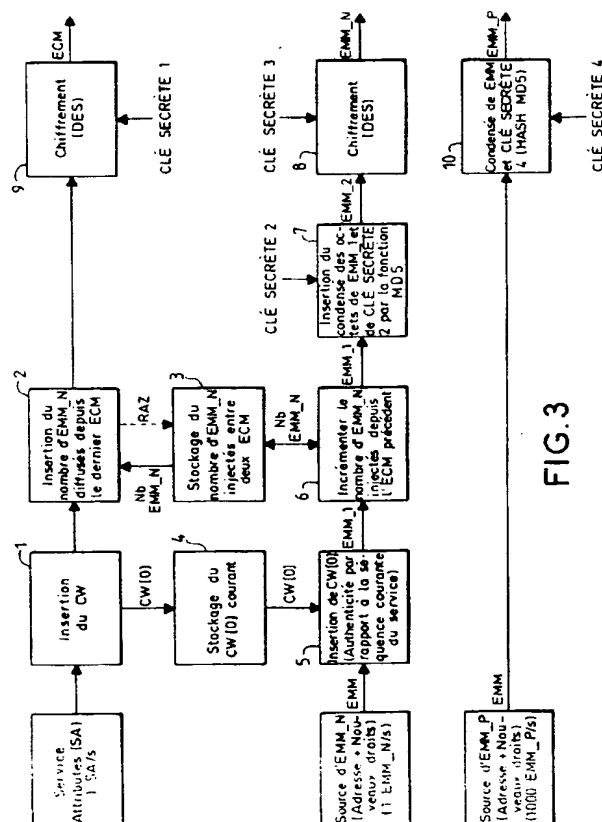 Service
Attributes (SA)
1 SA/s
1
Insertion
du CW
2
Insertion du
nombre d'EMM_N
diffusés depuis
le dernier ECM
9
Chiffrement
(DES)
ECM
CLÉ SECRÈTE 1
CW(0)
Nb
EMM_N
RAZ
4
Stockage du
CW(0) courant
3
Stockage du
nombre d'EMM_N
injectés entre
deux ECM
CW(0)
Nb
EMM_N
CLÉ SECRÈTE 2
CLÉ SECRÈTE 3
Source d'EMM_N
(Adresse + Nou-
veaux droits)
(1 EMM_N/s)
EMM
5
Insertion de CW(0)
(Authenticité par
rapport à la sé-
quence courante
du service)
EMM_1
6
Incrémenter le
nombre d'EMM_N
injectés depuis
l'ECM précédent
EMM_1
7
Insertion du
condensé des oc-
tets de EMM_1 et
de CLÉ SECRÈTE
2 par la fonction
MD5
EMM_2
8
Chiffrement
(DES)
EMM_N
Source d'EMM_P
(Adresse + Nou-
veaux droits)
(1000 EMM_P/s)
EMM
10
Condense de EMM
et CLÉ SECRÈTE
4 (HASH MD5)
EMM_P
CLÉ SECRÈTE 4
FIG.3